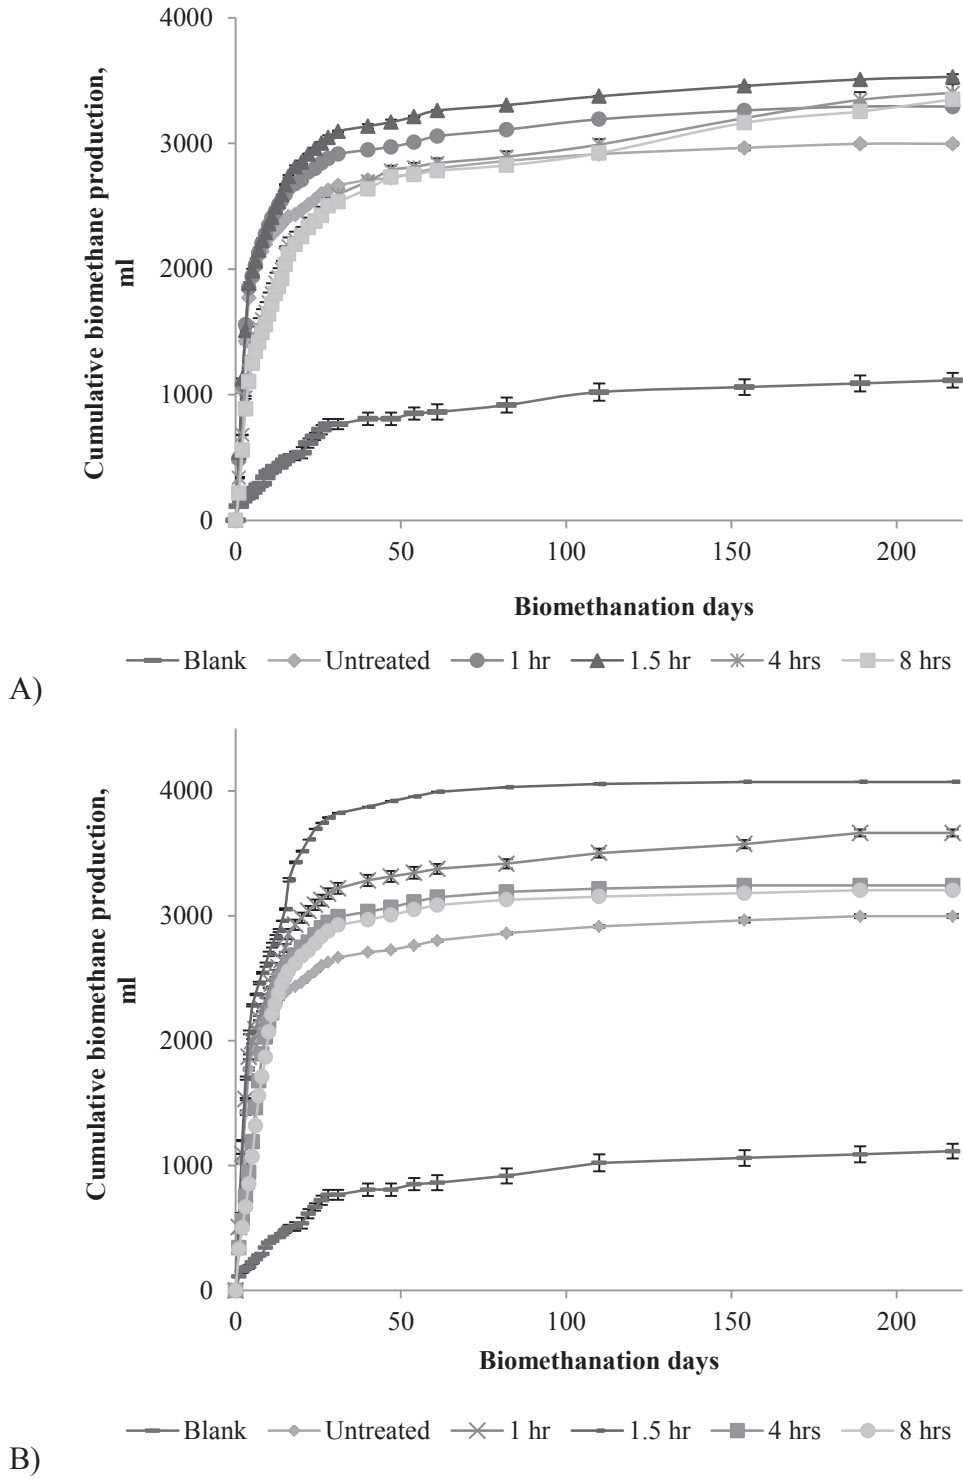 4000
3000
2000
1000
0
Cumulative biomethane production,
ml
0 50 100 150 200
Biomethanation days
Blank Untreated 1 hr 1.5 hr 4 hrs 8 hrs
A)
4000
3000
2000
1000
0
Cumulative biomethane production,
ml
0 50 100 150 200
Biomethanation days
Blank Untreated 1 hr 1.5 hr 4 hrs 8 hrs
B)